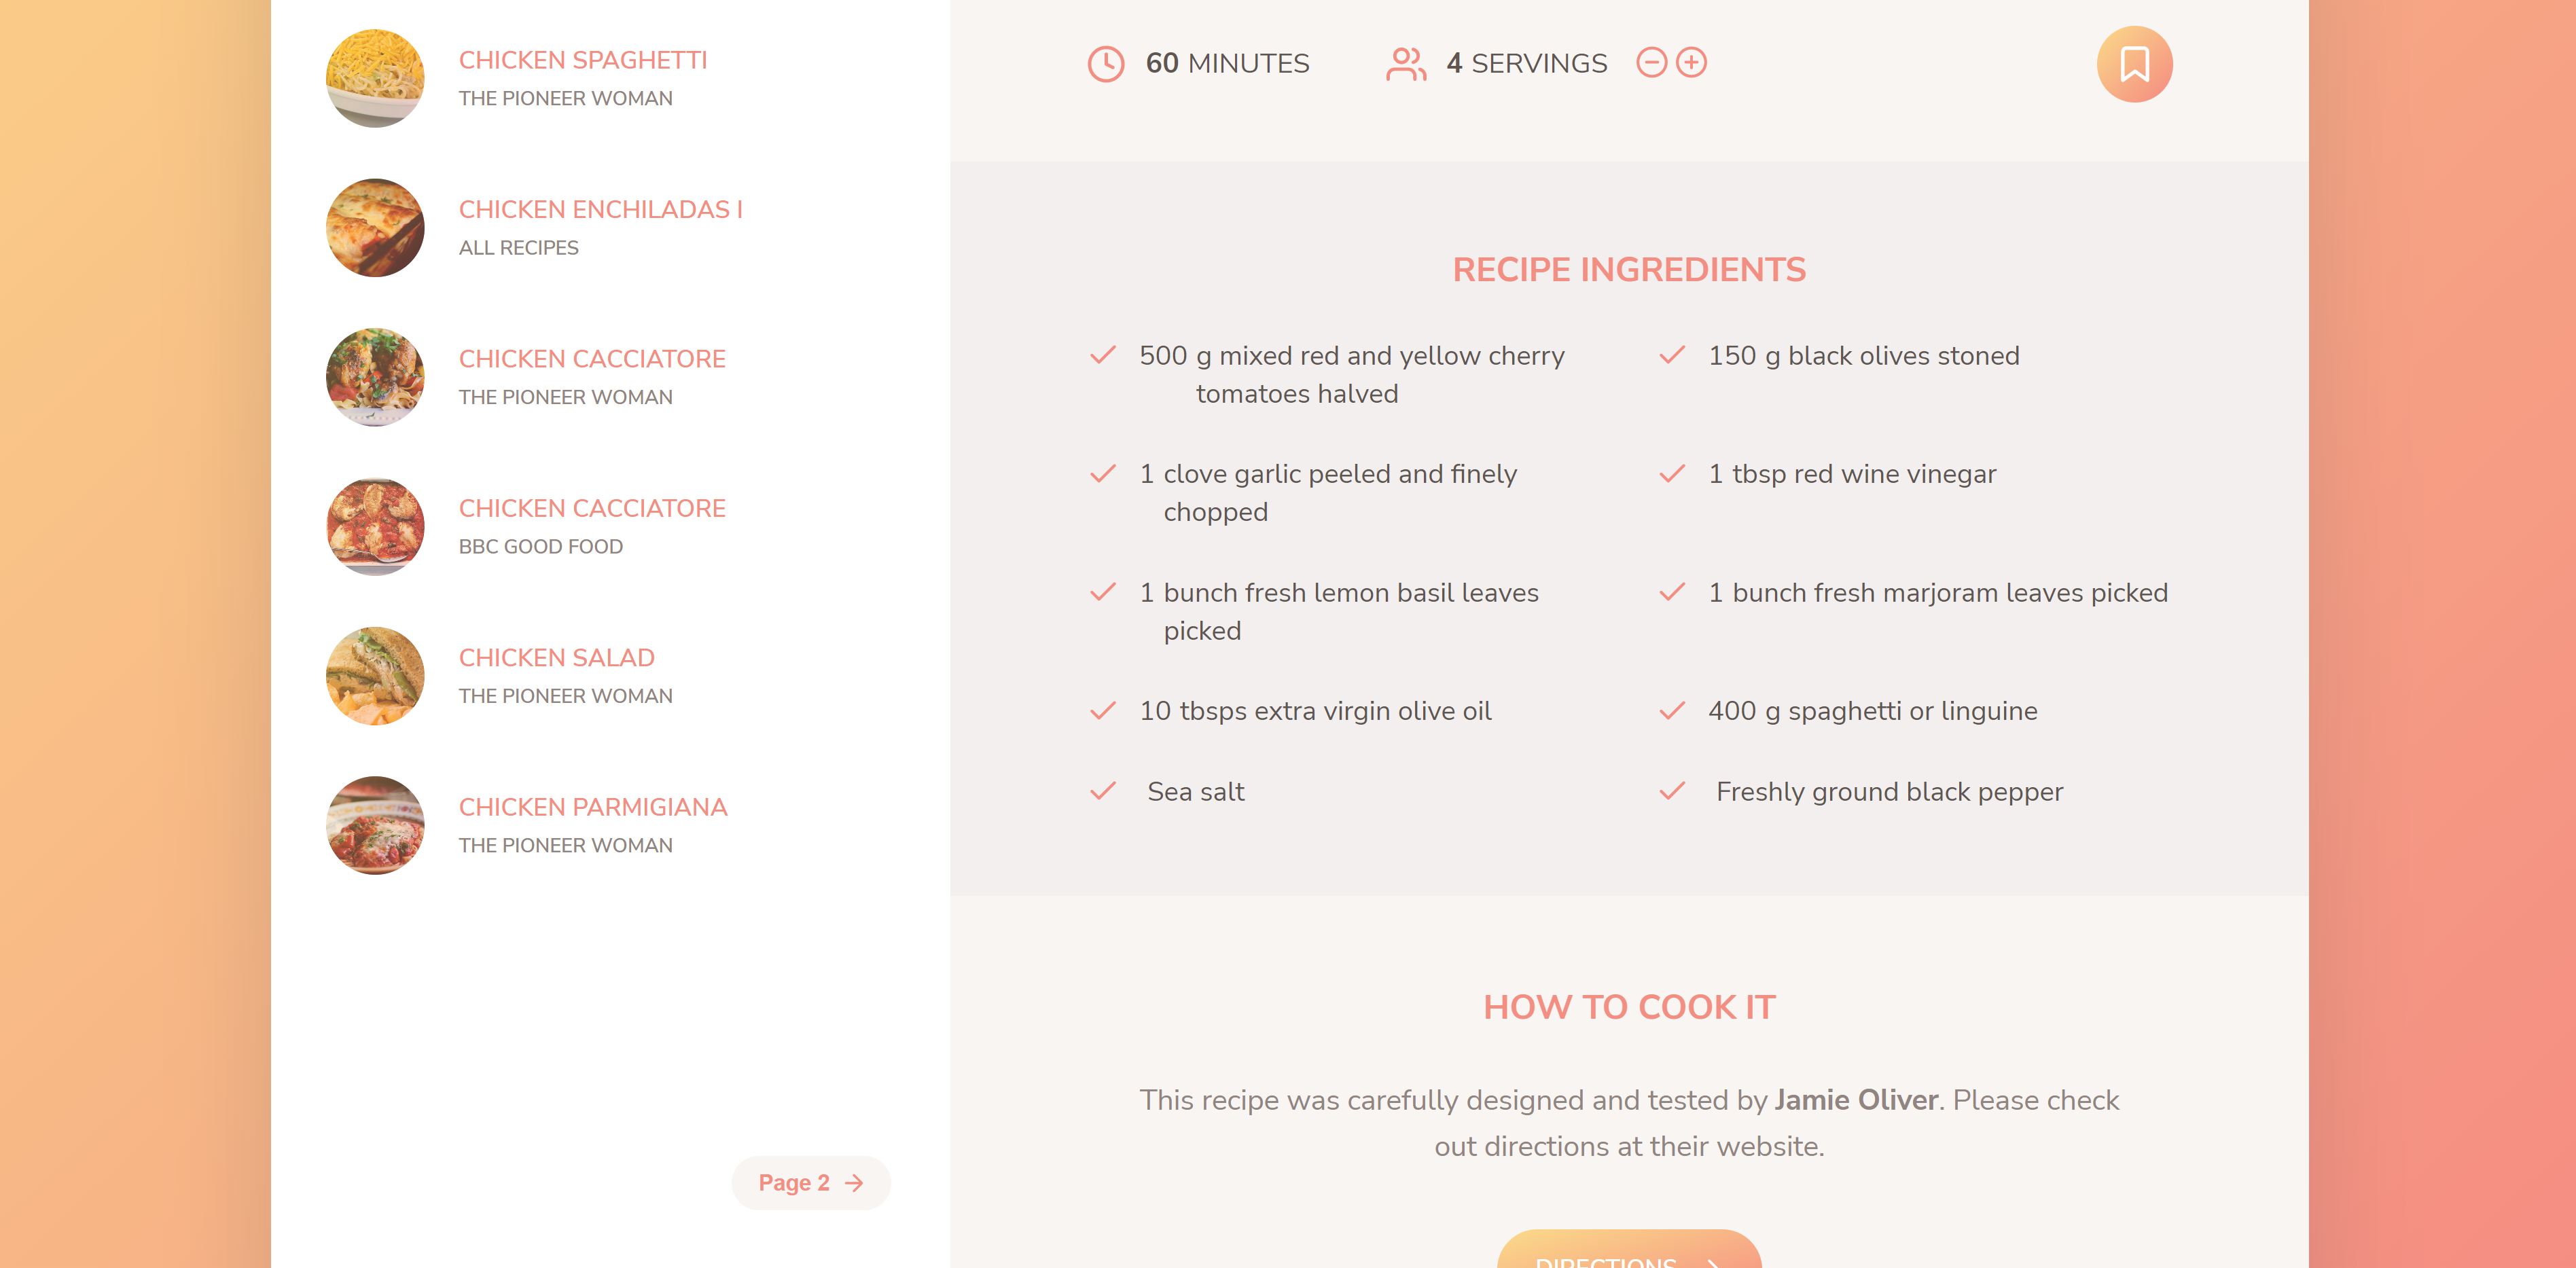 CHICKEN SPAGHETTI
THE PIONEER WOMAN
CHICKEN ENCHILADAS I
ALL RECIPES
CHICKEN CACCIATORE
THE PIONEER WOMAN
CHICKEN CACCIATORE
BBC GOOD FOOD
CHICKEN SALAD
THE PIONEER WOMAN
CHICKEN PARMIGIANA
THE PIONEER WOMAN
Page 2
60 MINUTES
4 SERVINGS
RECIPE INGREDIENTS
500 g mixed red and yellow cherry
tomatoes halved
150 g black olives stoned
1 clove garlic peeled and finely
chopped
1 tbsp red wine vinegar
1 bunch fresh lemon basil leaves
picked
1 bunch fresh marjoram leaves picked
10 tbsps extra virgin olive oil
400 g spaghetti or linguine
Sea salt
Freshly ground black pepper
HOW TO COOK IT
This recipe was carefully designed and tested by Jamie Oliver. Please check
out directions at their website.
DIRECTIONS